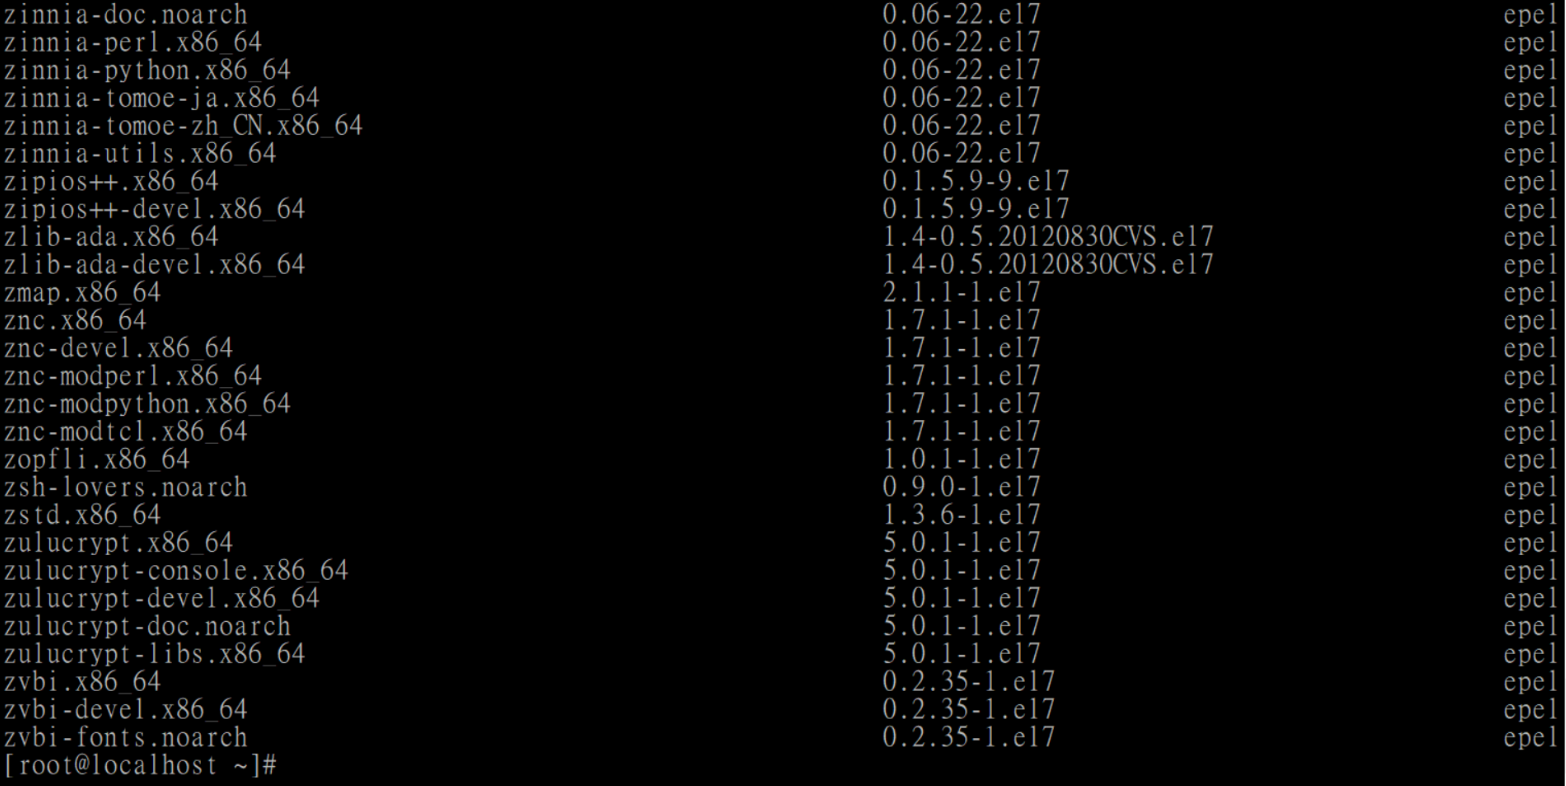 zinnia-doc.noarch 0.06-22.el7 epel
zinnia-perl.x86_64 0.06-22.el7 epel
zinnia-python.x86_64 0.06-22.el7 epel
zinnia-tomoe-ja.x86_64 0.06-22.el7 epel
zinnia-tomoe-zh_CN.x86_64 0.06-22.el7 epel
zinnia-utils.x86_64 0.06-22.el7 epel
zipios++.x86_64 0.1.5.9-9.el7 epel
zipios++-devel.x86_64 0.1.5.9-9.el7 epel
zlib-ada.x86_64 1.4-0.5.20120830CVS.el7 epel
zlib-ada-devel.x86_64 1.4-0.5.20120830CVS.el7 epel
zmap.x86_64 2.1.1-1.el7 epel
znc.x86_64 1.7.1-1.el7 epel
znc-devel.x86_64 1.7.1-1.el7 epel
znc-modperl.x86_64 1.7.1-1.el7 epel
znc-modpython.x86_64 1.7.1-1.el7 epel
znc-modtcl.x86_64 1.7.1-1.el7 epel
zopfli.x86_64 1.0.1-1.el7 epel
zsh-lovers.noarch 0.9.0-1.el7 epel
zstd.x86_64 1.3.6-1.el7 epel
zulucrypt.x86_64 5.0.1-1.el7 epel
zulucrypt-console.x86_64 5.0.1-1.el7 epel
zulucrypt-devel.x86_64 5.0.1-1.el7 epel
zulucrypt-doc.noarch 5.0.1-1.el7 epel
zulucrypt-libs.x86_64 5.0.1-1.el7 epel
zvbi.x86_64 0.2.35-1.el7 epel
zvbi-devel.x86_64 0.2.35-1.el7 epel
zvbi-fonts.noarch 0.2.35-1.el7 epel
[root@localhost ~]#